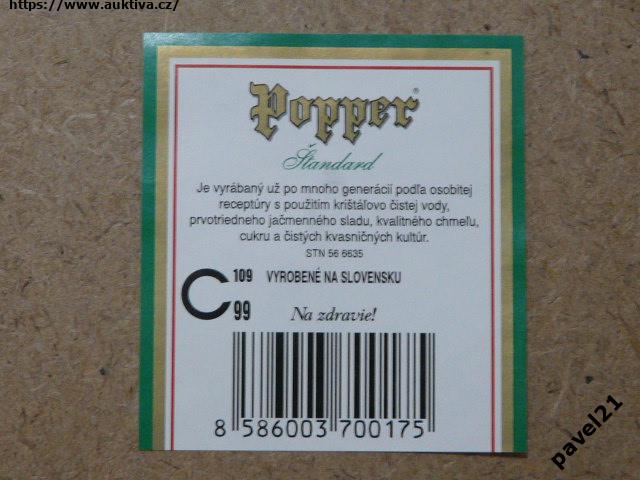 https://www.auktiva.cz/
Popper®
Štandard
Je vyrábaný už po mnoho generácií podľa osobitej
receptúry s použitím krištáľovo čistej vody,
prvotriedneho jačmenného sladu, kvalitného chmeľu,
cukru a čistých kvasničných kultúr.
STN 56 6635
C 109 VYROBENÉ NA SLOVENSKU
99
Na zdravie!
8 586003 700175
pavel21